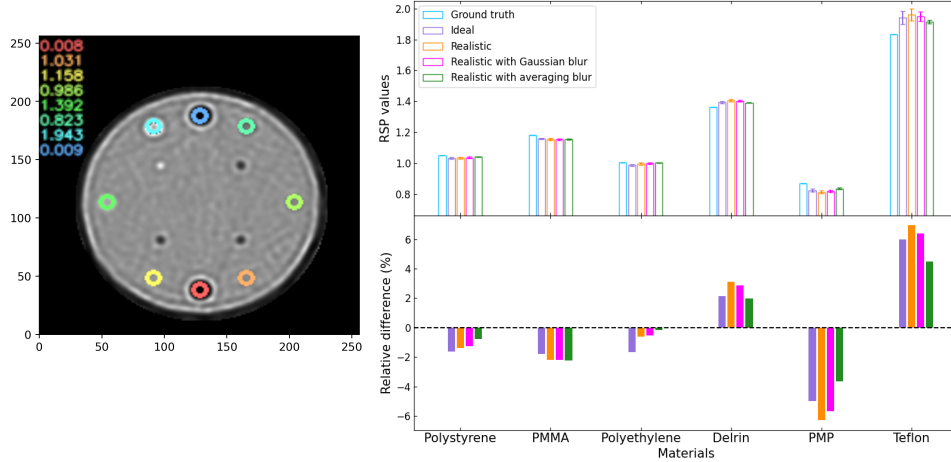 0.008
1.031
1.158
0.986
1.392
0.823
1.943
0.009
250
200
150
100
50
0
0 50 100 150 200 250
Ground truth
Ideal
Realistic
Realistic with Gaussian blur
Realistic with averaging blur
RSP values
2.0
1.8
1.6
1.4
1.2
1.0
0.8
Relative difference (%)
6
4
2
0
−2
−4
−6
Polystyrene PMMA Polyethylene Delrin PMP Teflon
Materials